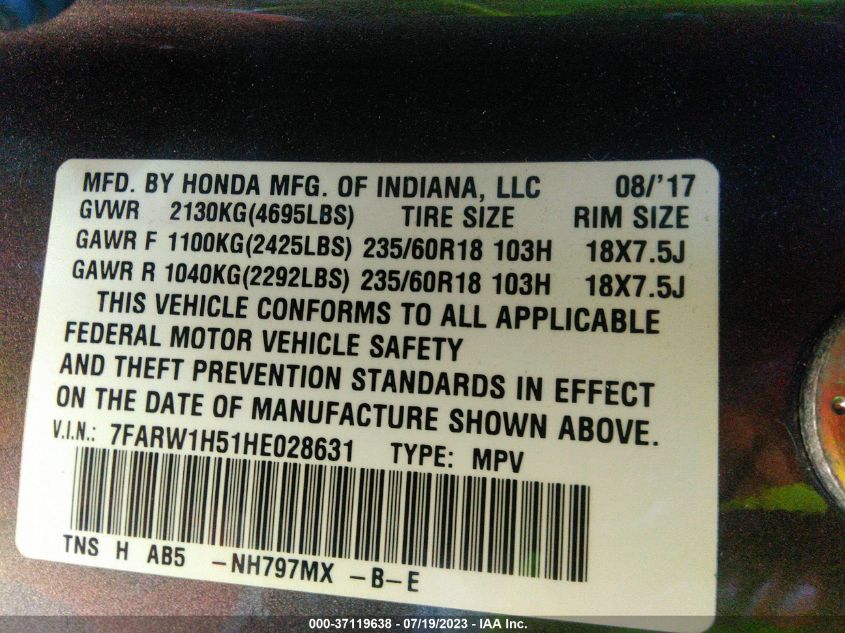 MFD. BY HONDA MFG. OF INDIANA, LLC 08/'17
GVWR 2130KG(4695LBS) TIRE SIZE RIM SIZE
GAWR F 1100KG(2425LBS) 235/60R18 103H 18X7.5J
GAWR R 1040KG(2292LBS) 235/60R18 103H 18X7.5J
THIS VEHICLE CONFORMS TO ALL APPLICABLE
FEDERAL MOTOR VEHICLE SAFETY
AND THEFT PREVENTION STANDARDS IN EFFECT
ON THE DATE OF MANUFACTURE SHOWN ABOVE.
V.I.N.: 7FARW1H51HE028631 TYPE: MPV
TNS H AB5 -NH797MX -B-E
000-37119638 - 07/19/2023 - IAA Inc.